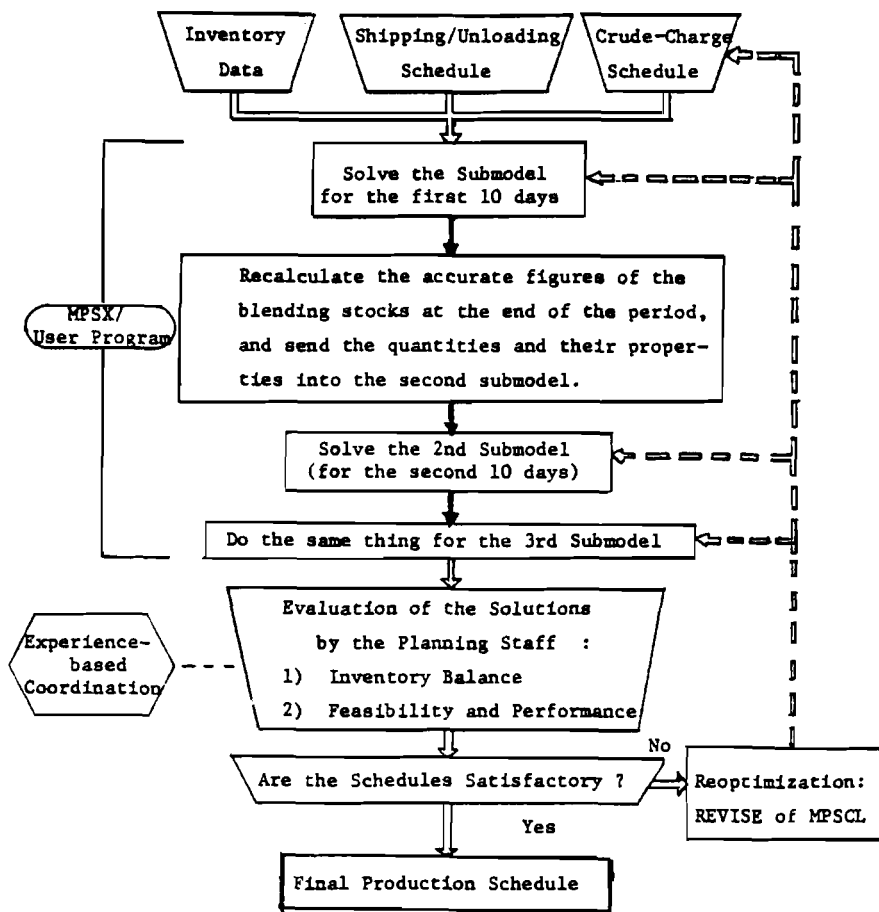 Inventory
Data
Shipping/Unloading
Schedule
Crude-Charge
Schedule
Solve the Submodel
for the first 10 days
Recalculate the accurate figures of the
blending stocks at the end of the period,
and send the quantities and their proper-
ties into the second submodel.
MPSX/
User Program
Solve the 2nd Submodel
(for the second 10 days)
Do the same thing for the 3rd Submodel
Evaluation of the Solutions
by the Planning Staff :
1) Inventory Balance
2) Feasibility and Performance
Experience-
based
Coordination
Are the Schedules Satisfactory ?
No
Yes
Reoptimization:
REVISE of MPSCL
Final Production Schedule